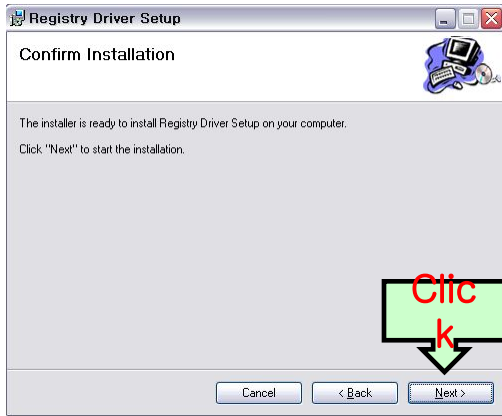 Registry Driver Setup
Confirm Installation
The installer is ready to install Registry Driver Setup on your computer.
Click "Next" to start the installation.
Clic
k
Cancel
< Back
Next >